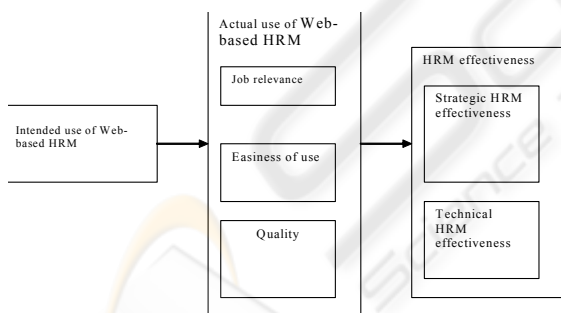 Intended use of Web-
based HRM
Actual use of Web-
based HRM
Job relevance
Easiness of use
Quality
HRM effectiveness
Strategic HRM
effectiveness
Technical
HRM
effectiveness
Science